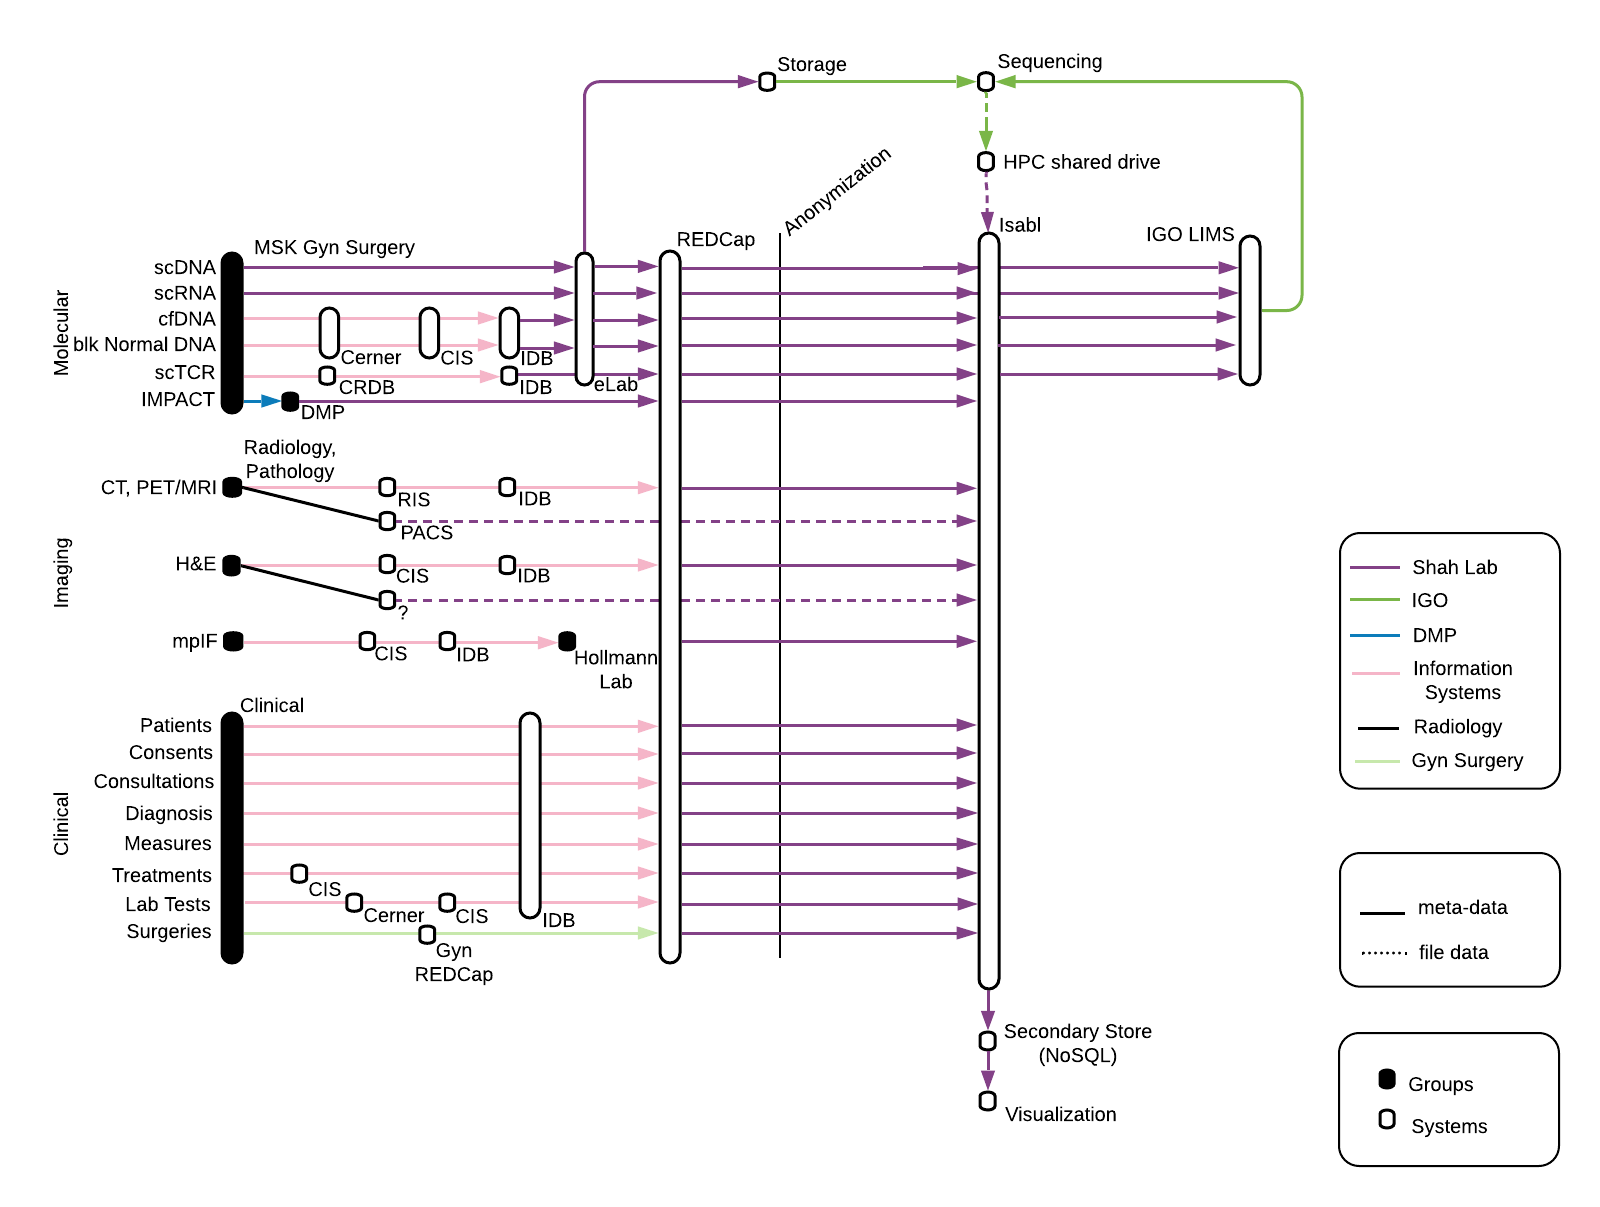 Storage
Sequencing
HPC shared drive
Anonymization
Isabl
IGO LIMS
REDCap
MSK Gyn Surgery
Molecular
scDNA
scRNA
cfDNA
blk Normal DNA
scTCR
IMPACT
Cerner
CIS
IDB
CRDB
IDB
eLab
DMP
Radiology,
Pathology
Imaging
CT, PET/MRI
RIS
IDB
PACS
H&E
CIS
IDB
?
mpIF
CIS
IDB
Hollmann
Lab
Clinical
Clinical
Patients
Consents
Consultations
Diagnosis
Measures
Treatments
Lab Tests
Surgeries
CIS
Cerner
CIS
IDB
Gyn
REDCap
Secondary Store
(NoSQL)
Visualization
Shah Lab
IGO
DMP
Information
Systems
Radiology
Gyn Surgery
meta-data
file data
Groups
Systems